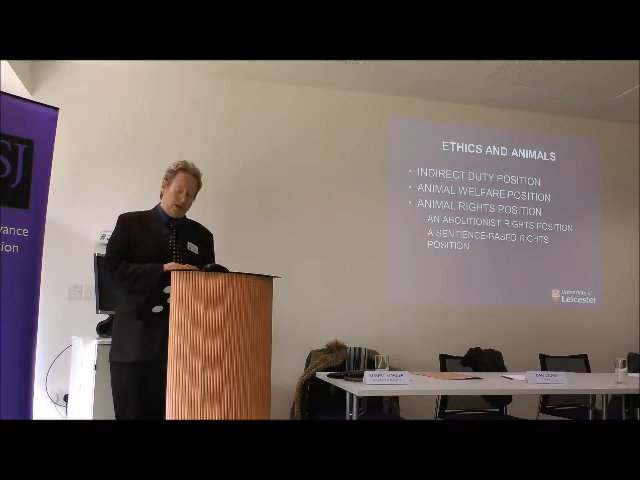 SJ
vance
tion
ETHICS AND ANIMALS
• INDIRECT DUTY POSITION
• ANIMAL WELFARE POSITION
• ANIMAL RIGHTS POSITION
AN ABOLITIONIST RIGHTS POSITION
A SENTIENCE-BASED RIGHTS
POSITION
University of
Leicester